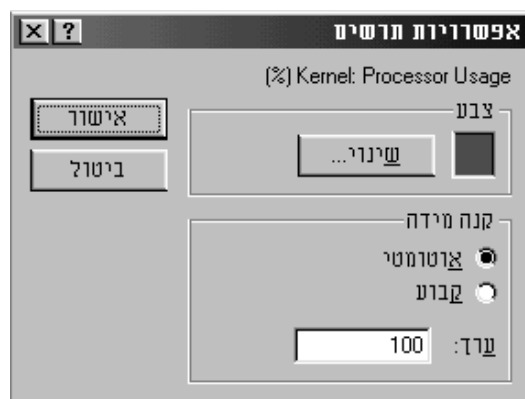 אפשרויות תרשים
(%) Kernel: Processor Usage
צבע
שינוי...
אישור
ביטול
קנה מידה
אוטומטי
קבוע
ערך: 100